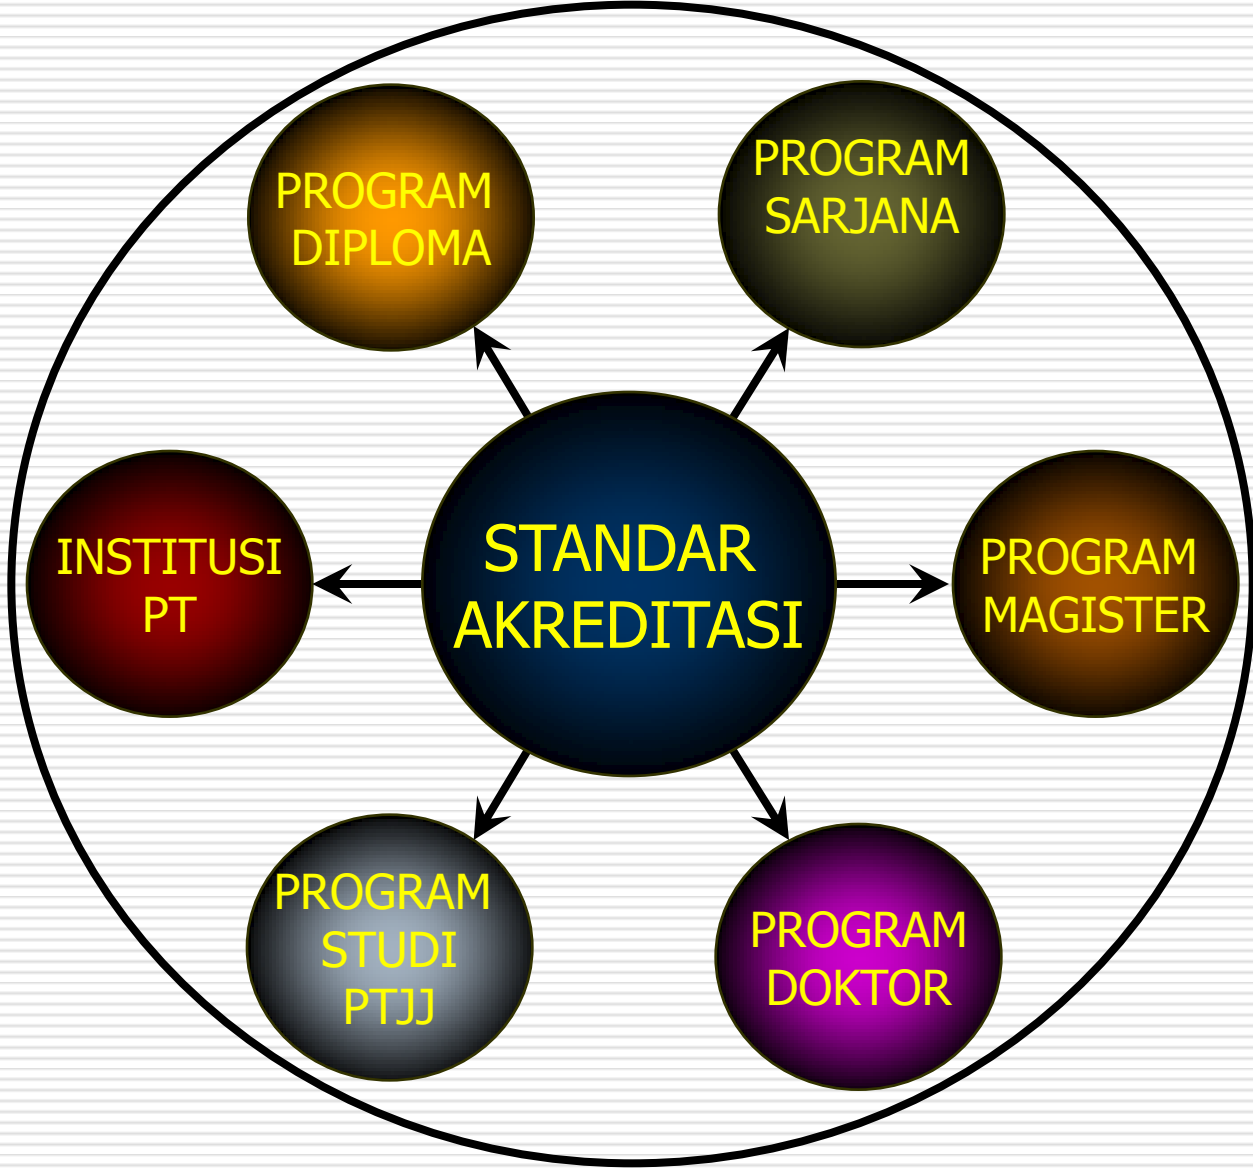 PROGRAM
DIPLOMA
PROGRAM
SARJANA
INSTITUSI
PT
STANDAR
AKREDITASI
PROGRAM
MAGISTER
PROGRAM
STUDI
PTJJ
PROGRAM
DOKTOR